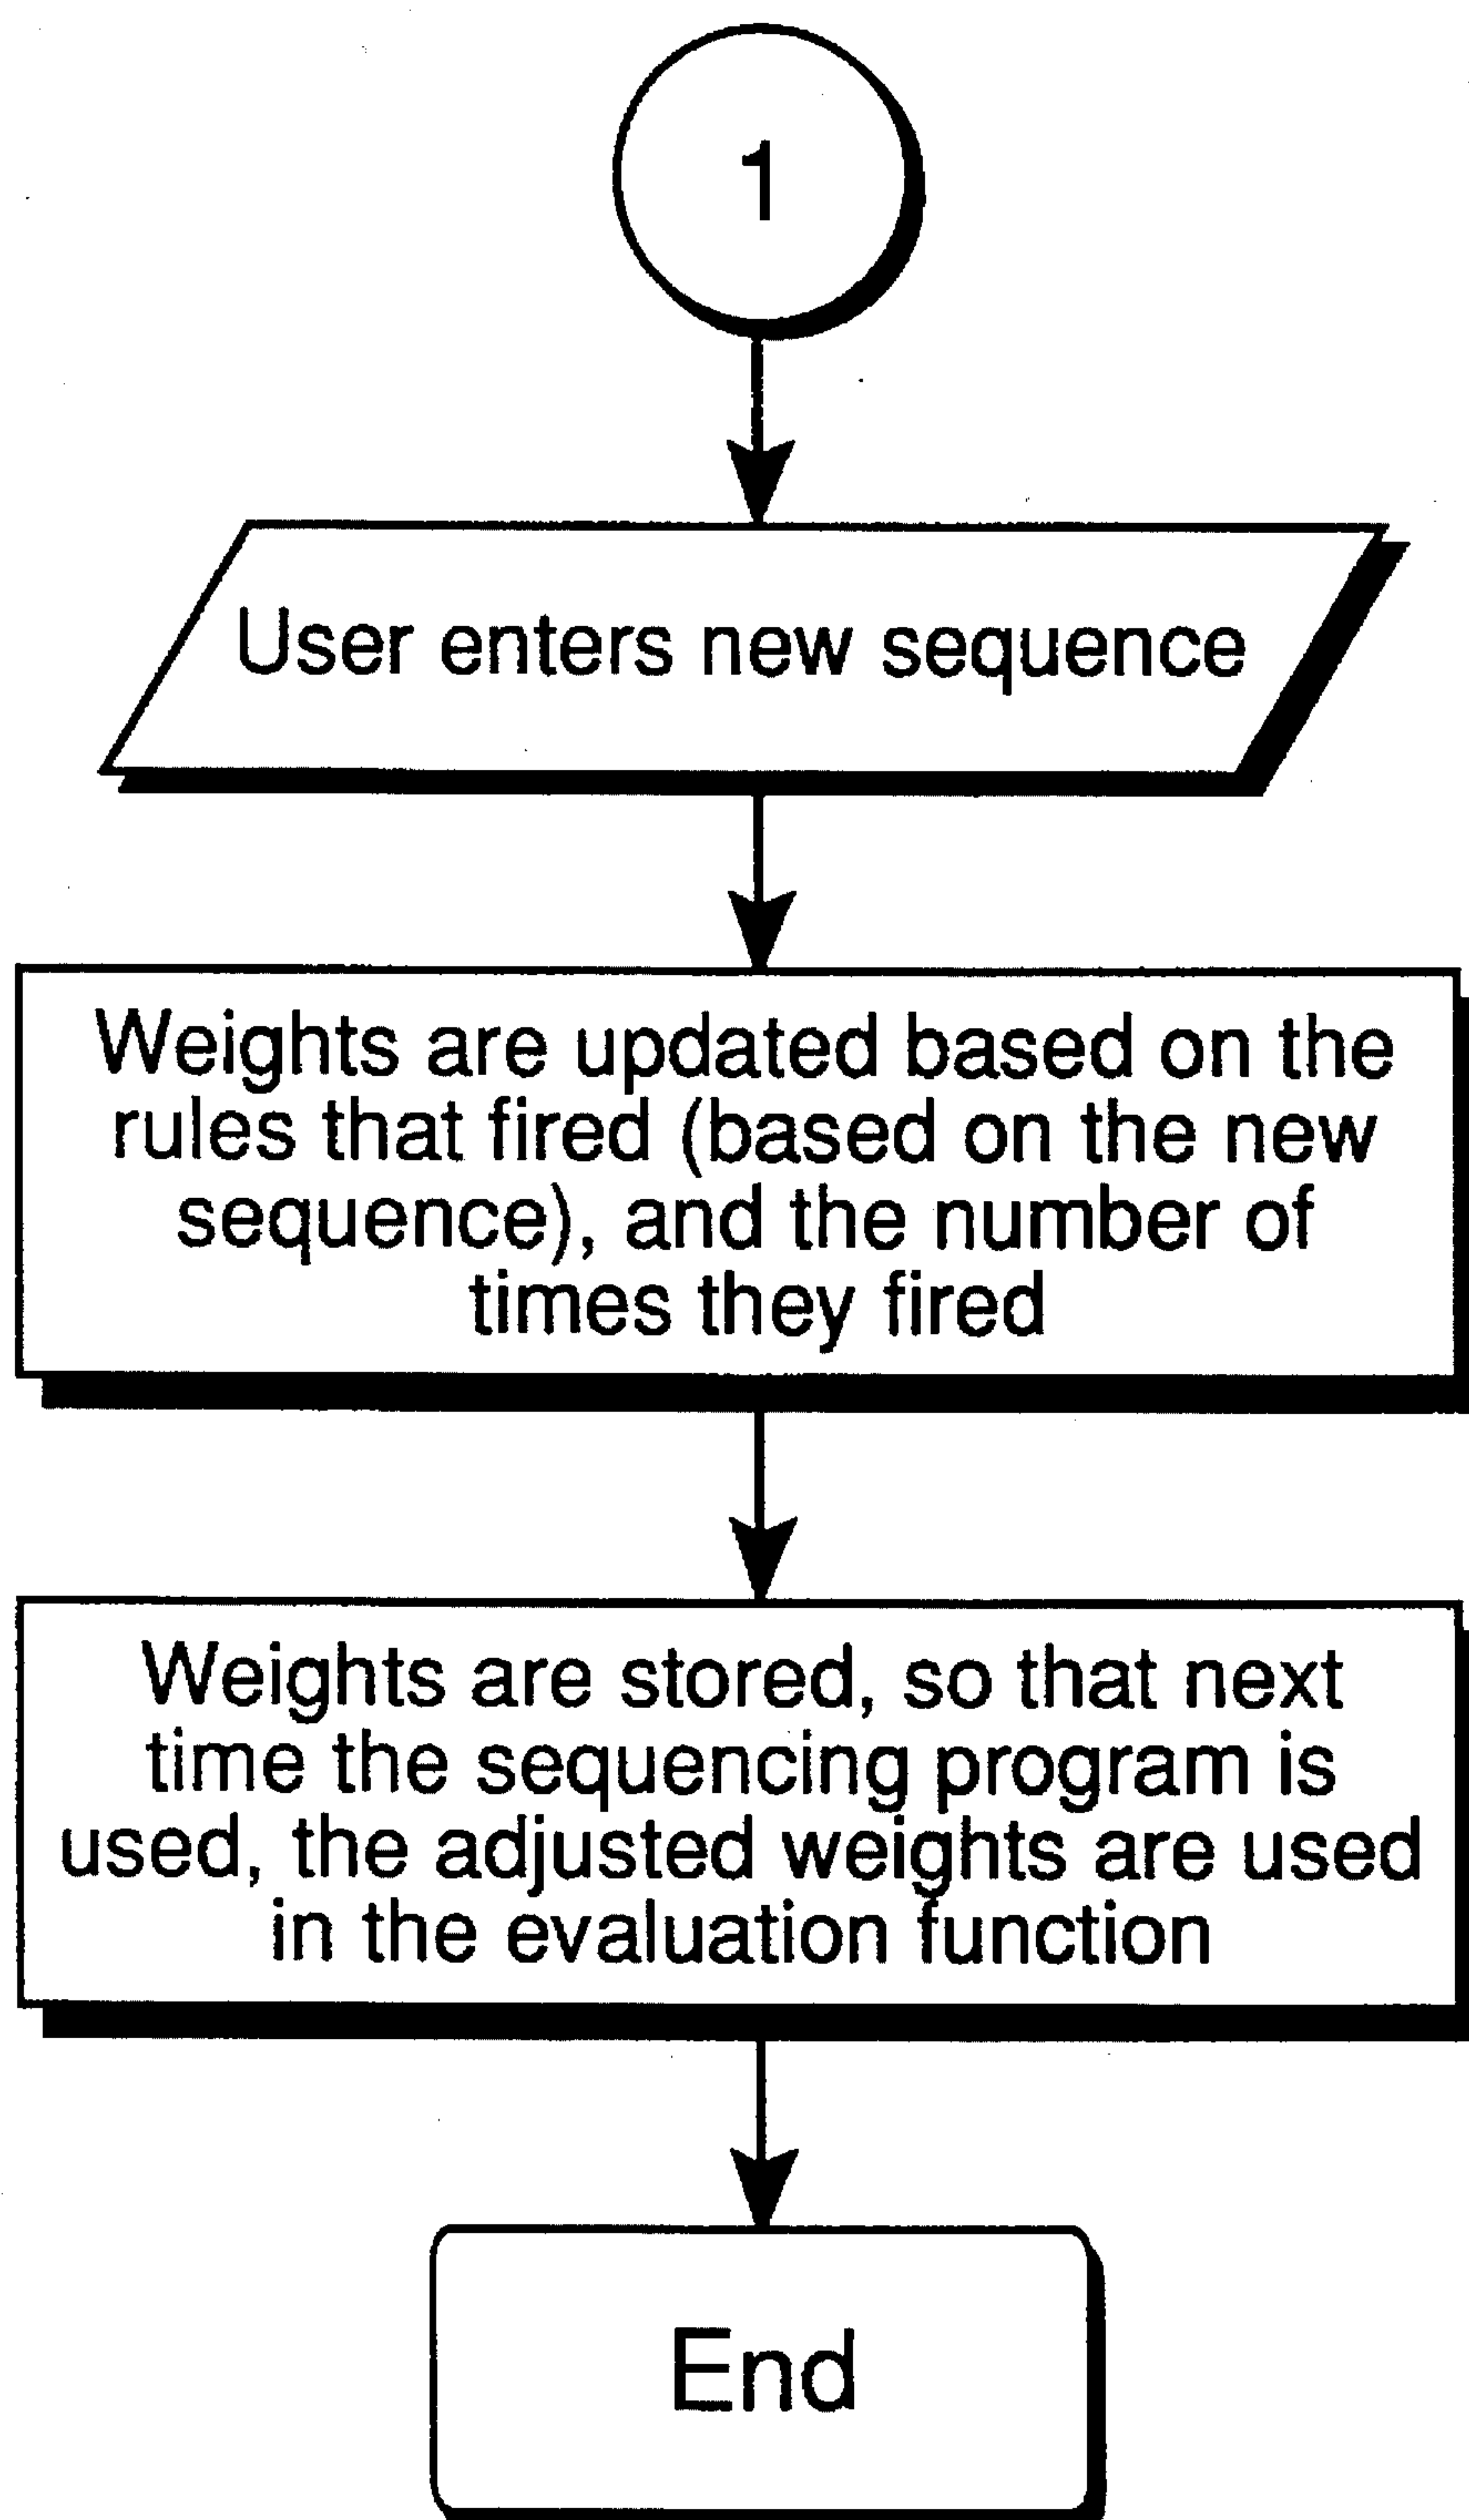 1
User enters new sequence
Weights are updated based on the
rules that fired (based on the new
sequence), and the number of
times they fired
Weights are stored, so that next
time the sequencing program is
used, the adjusted weights are used
in the evaluation function
End